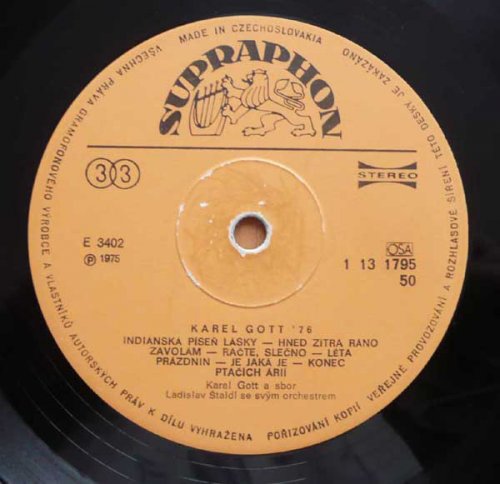 MADE IN CZECHOSLOVAKIA
SUPRAPHON
33
STEREO
E 3402
Ⓟ 1975
OSA
1 13 1795
50
KAREL GOTT '76
INDIÁNSKÁ PÍSEŇ LÁSKY — HNED ZÍTRA RÁNO
ZAVOLÁM — RAČTE, SLEČNO — LÉTA
PRÁZDNIN — JE JAKÁ JE — KONEC
PTAČÍCH ÁRIÍ
Karel Gott a sbor
Ladislav Štaidl se svým orchestrem
VŠECHNA PRÁVA GRAMOFONOVÉHO VÝROBCE A VLASTNÍKŮ AUTORSKÝCH PRÁV K DÍLU VYHRAŽENA POŘIZOVÁNÍ KOPIÍ VEŘEJNÉ PROVOZOVÁNÍ A ROZHLASOVÉ ŠÍŘENÍ TÉTO DESKY JE ZAKÁZÁNO